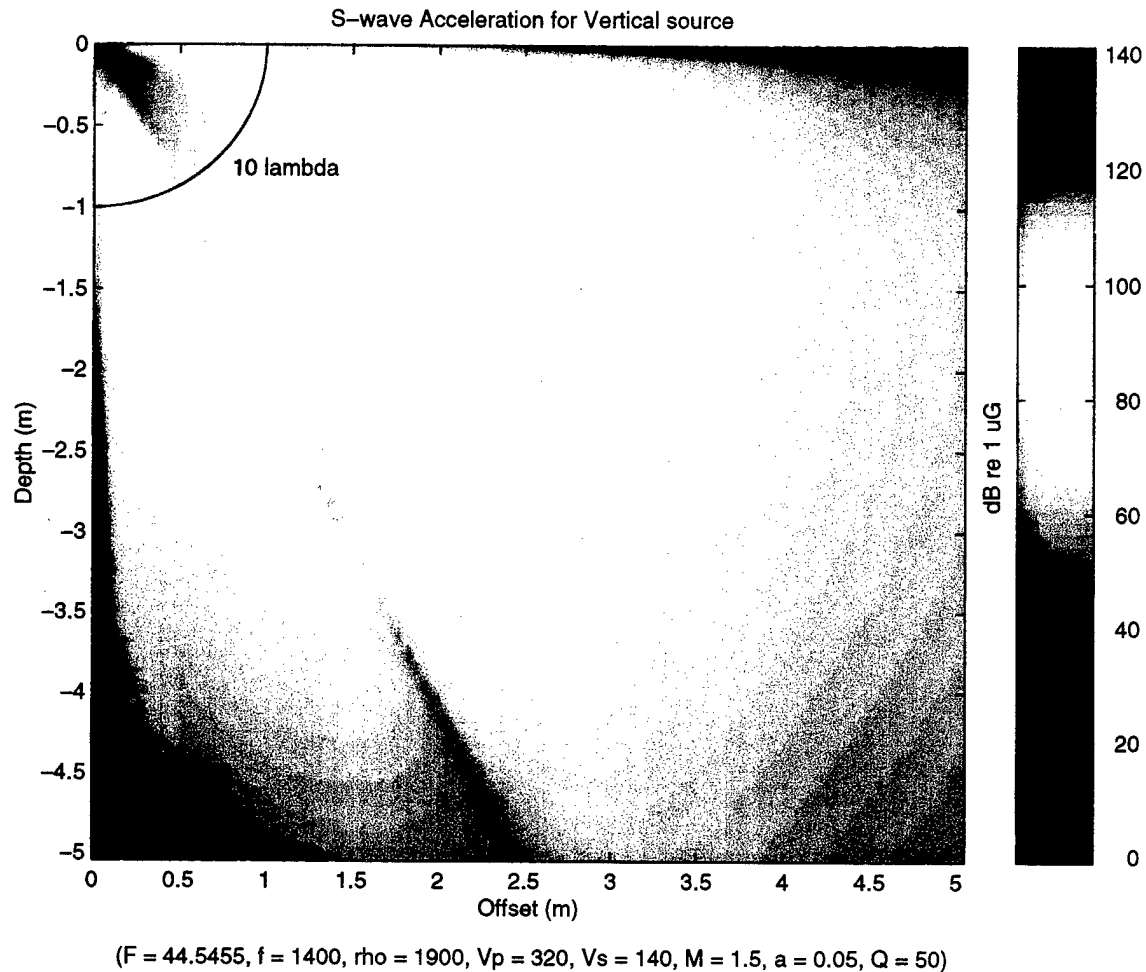 S−wave Acceleration for Vertical source
0
−0.5
−1
−1.5
−2
−2.5
−3
−3.5
−4
−4.5
−5
Depth (m)
10 lambda
0 0.5 1 1.5 2 2.5 3 3.5 4 4.5 5
Offset (m)
dB re 1 uG
140
120
100
80
60
40
20
0
(F = 44.5455, f = 1400, rho = 1900, Vp = 320, Vs = 140, M = 1.5, a = 0.05, Q = 50)